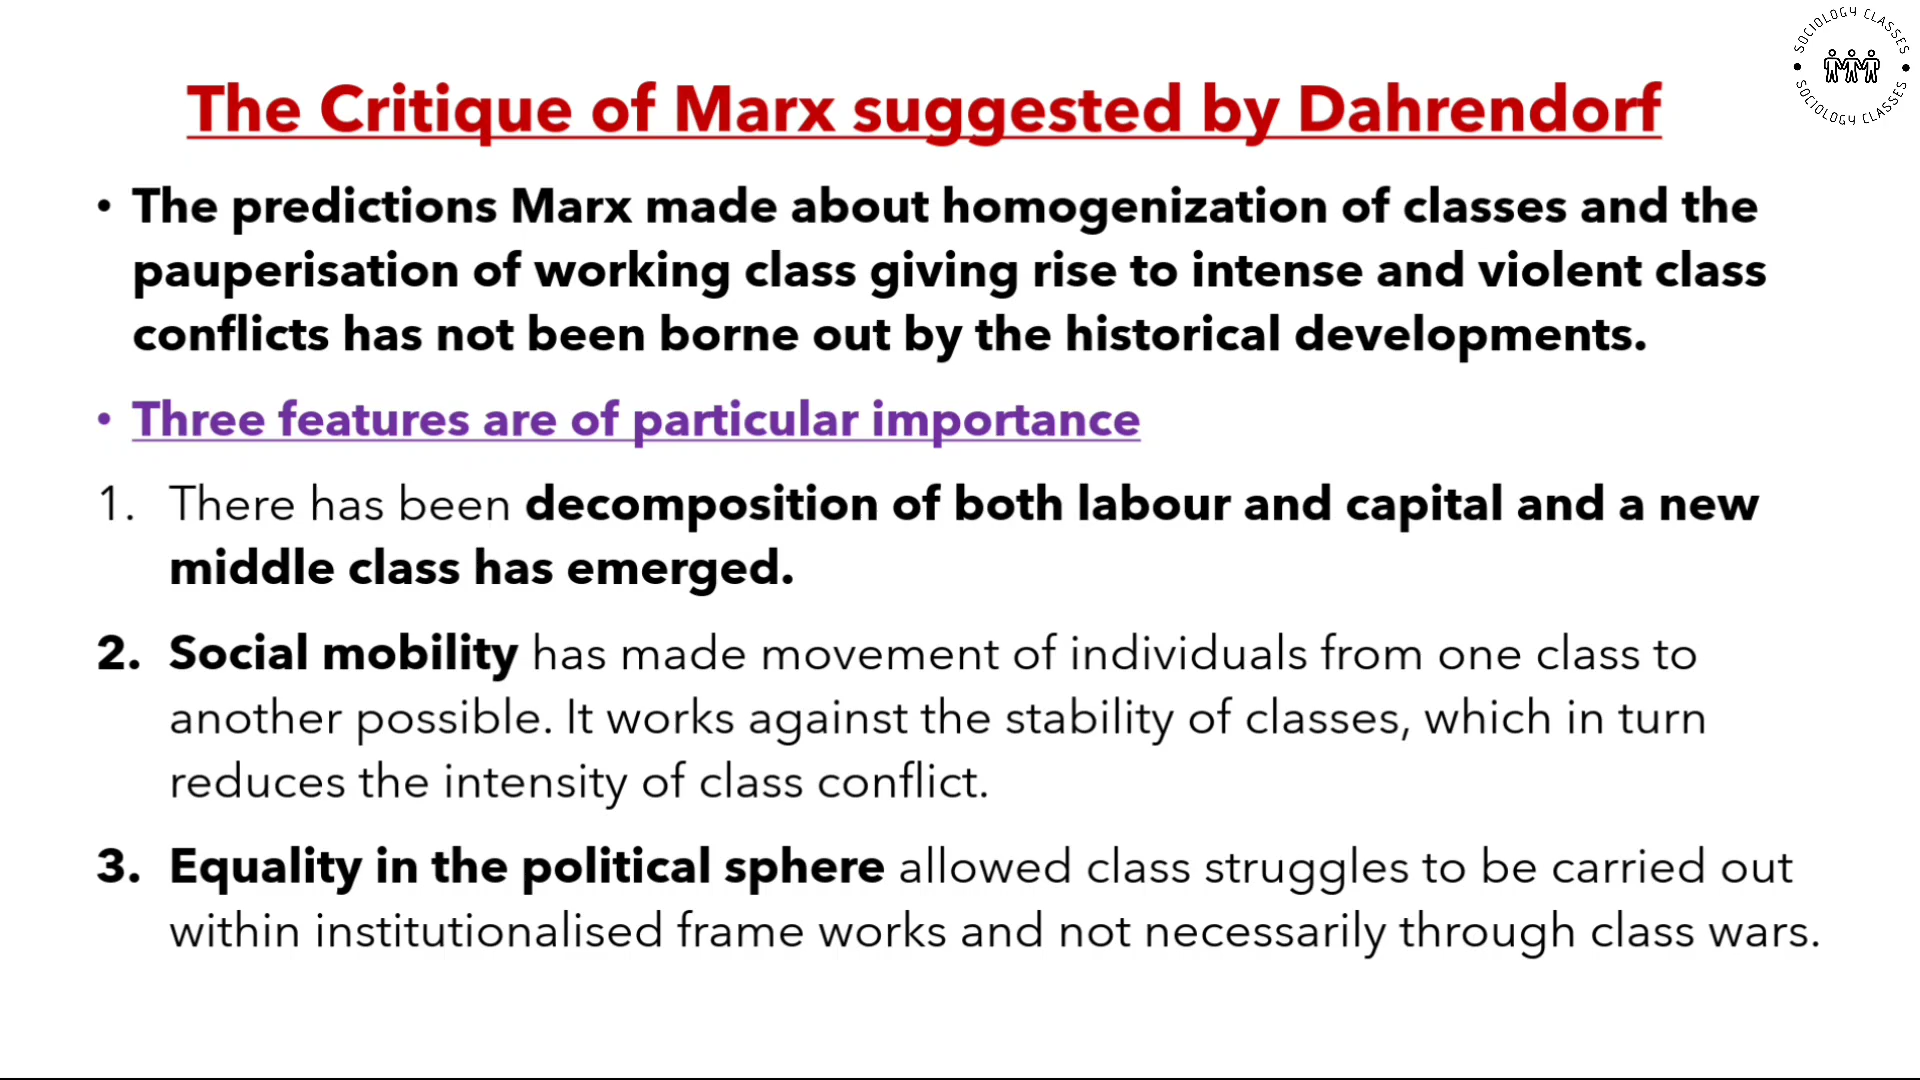 SOCIOLOGY CLASSES
SOCIOLOGY CLASSES
The Critique of Marx suggested by Dahrendorf
• The predictions Marx made about homogenization of classes and the
pauperisation of working class giving rise to intense and violent class
conflicts has not been borne out by the historical developments.
• Three features are of particular importance
1. There has been decomposition of both labour and capital and a new
middle class has emerged.
2. Social mobility has made movement of individuals from one class to
another possible. It works against the stability of classes, which in turn
reduces the intensity of class conflict.
3. Equality in the political sphere allowed class struggles to be carried out
within institutionalised frame works and not necessarily through class wars.